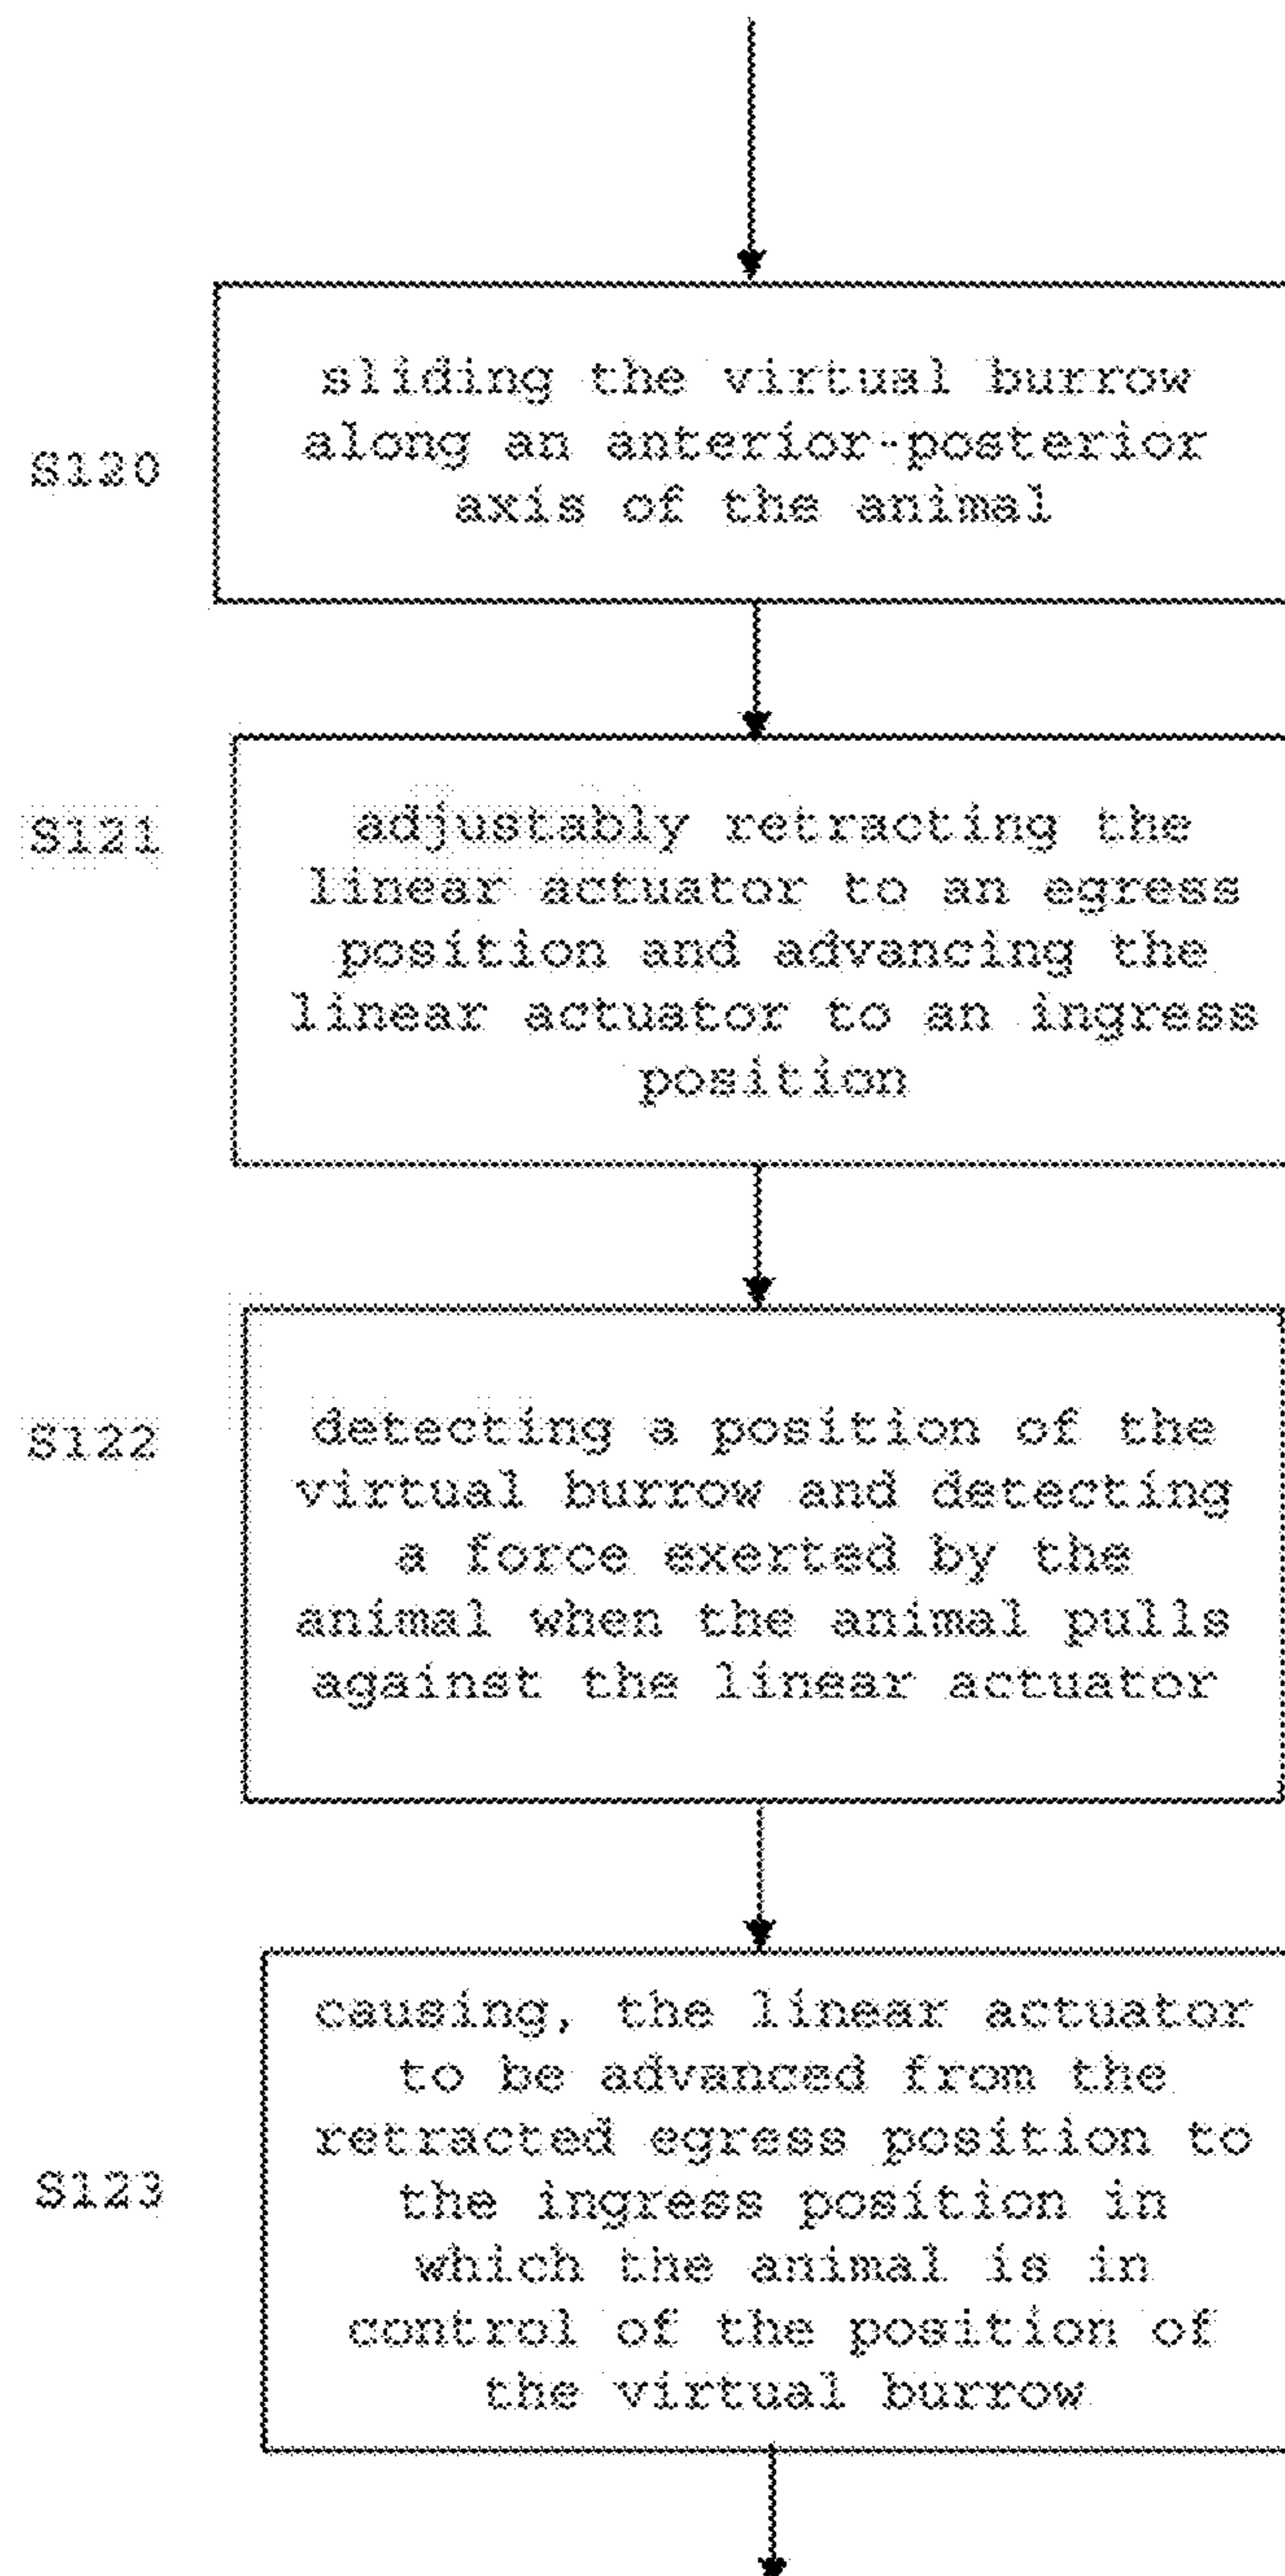 sliding the virtual burrow
along an anterior-posterior
axis of the animal
S120
adjustably retracting the
linear actuator to an egress
position and advancing the
linear actuator to an ingress
position
S121
detecting a position of the
virtual burrow and detecting
a force exerted by the
animal when the animal pulls
against the linear actuator
S122
causing, the linear actuator
to be advanced from the
retracted egress position to
the ingress position in
which the animal is in
control of the position of
the virtual burrow
S123